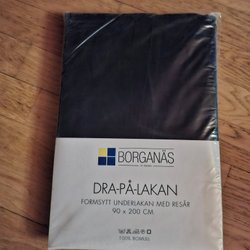 BORGANÄS
DRA-PÅ-LAKAN
FORMSYTT UNDERLAKAN MED RESÅR
90 x 200 CM
100% BOMULL